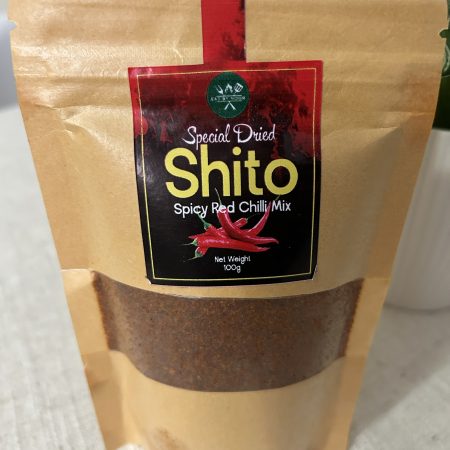 Special Dried
Shito
Spicy Red Chilli Mix
Net Weight
100g